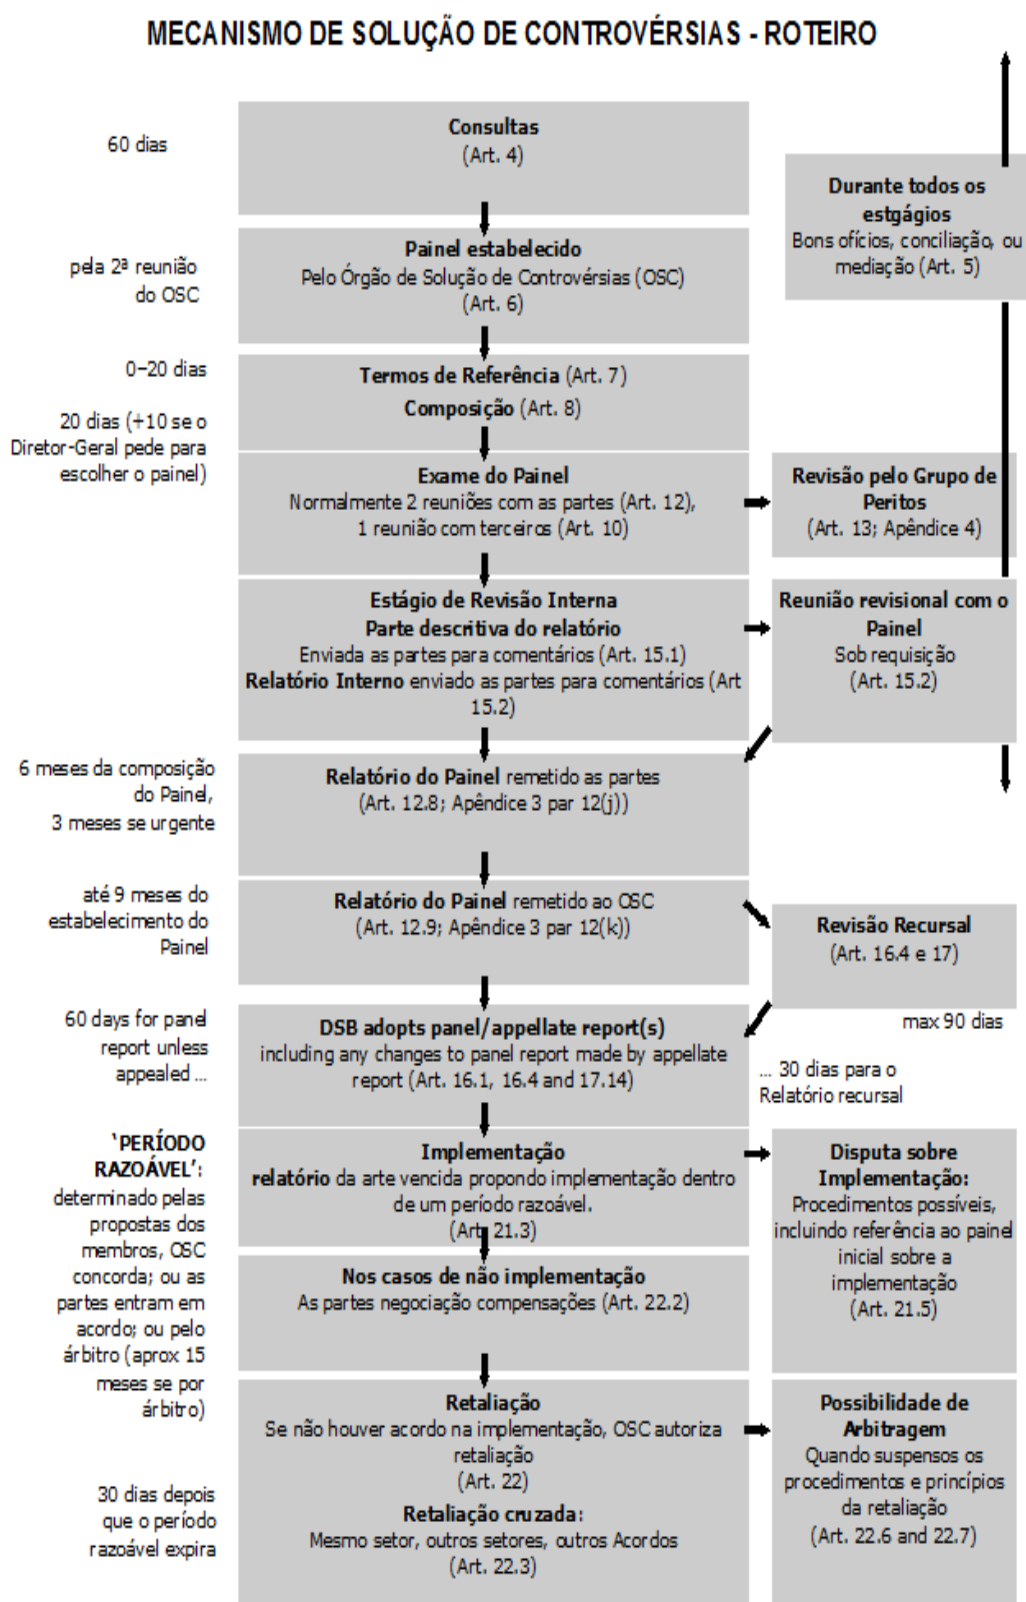 MECANISMO DE SOLUÇÃO DE CONTROVÉRSIAS - ROTEIRO
60 dias
Consultas
(Art. 4)
Durante todos os
estgágios
Bons ofícios, conciliação, ou
mediação (Art. 5)
pela 2ª reunião
do OSC
Painel estabelecido
Pelo Órgão de Solução de Controvérsias (OSC)
(Art. 6)
0–20 dias
20 dias (+10 se o
Diretor-Geral pede para
escolher o painel)
Termos de Referência (Art. 7)
Composição (Art. 8)
Exame do Painel
Normalmente 2 reuniões com as partes (Art. 12),
1 reunião com terceiros (Art. 10)
Revisão pelo Grupo de
Peritos
(Art. 13; Apêndice 4)
Estágio de Revisão Interna
Parte descritiva do relatório
Enviada as partes para comentários (Art. 15.1)
Relatório Interno enviado as partes para comentários (Art
15.2)
Reunião revisional com o
Painel
Sob requisição
(Art. 15.2)
6 meses da composição
do Painel,
3 meses se urgente
Relatório do Painel remetido as partes
(Art. 12.8; Apêndice 3 par 12(j))
até 9 meses do
estabelecimento do
Painel
Relatório do Painel remetido ao OSC
(Art. 12.9; Apêndice 3 par 12(k))
Revisão Recursal
(Art. 16.4 e 17)
max 90 dias
60 days for panel
report unless
appealed ...
DSB adopts panel/appellate report(s)
including any changes to panel report made by appellate
report (Art. 16.1, 16.4 and 17.14)
... 30 dias para o
Relatório recursal
‘PERÍODO
RAZOÁVEL’:
determinado pelas
propostas dos
membros, OSC
concorda; ou as
partes entram em
acordo; ou pelo
árbitro (aprox 15
meses se por
árbitro)
Implementação
relatório da arte vencida propondo implementação dentro
de um período razoável.
(Art. 21.3)
Disputa sobre
Implementação:
Procedimentos possíveis,
incluindo referência ao painel
inicial sobre a
implementação
(Art. 21.5)
Nos casos de não implementação
As partes negociação compensações (Art. 22.2)
Retaliação
Se não houver acordo na implementação, OSC autoriza
retaliação
(Art. 22)
Retaliação cruzada:
Mesmo setor, outros setores, outros Acordos
(Art. 22.3)
Possibilidade de
Arbitragem
Quando suspensos os
procedimentos e princípios
da retaliação
(Art. 22.6 and 22.7)
30 dias depois
que o período
razoável expira